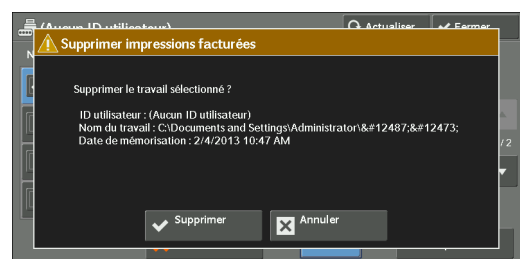 (Aucun ID utilisateur)
Actualiser
Fermer
Supprimer impressions facturées
Supprimer le travail sélectionné ?
ID utilisateur : (Aucun ID utilisateur)
Nom du travail : C:\Documents and Settings\Administrator\&#12487;&#12473;
Date de mémorisation : 2/4/2013 10:47 AM
/ 2
Supprimer
Annuler